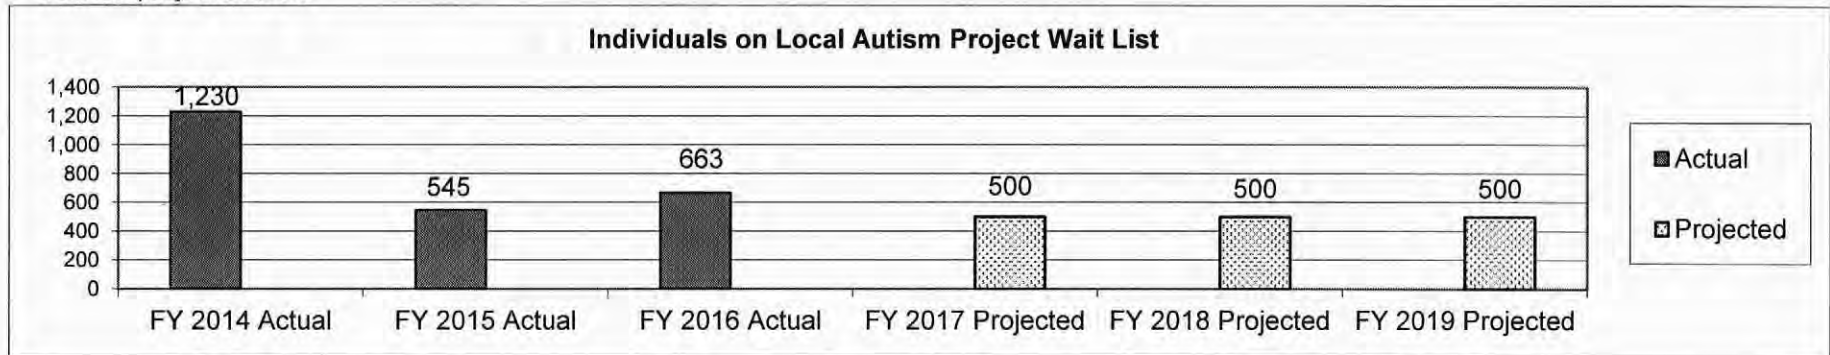 Individuals on Local Autism Project Wait List
1,400
1,200
1,000
800
600
400
200
0
1,230
545
663
500
500
500
FY 2014 Actual
FY 2015 Actual
FY 2016 Actual
FY 2017 Projected
FY 2018 Projected
FY 2019 Projected
Actual
Projected